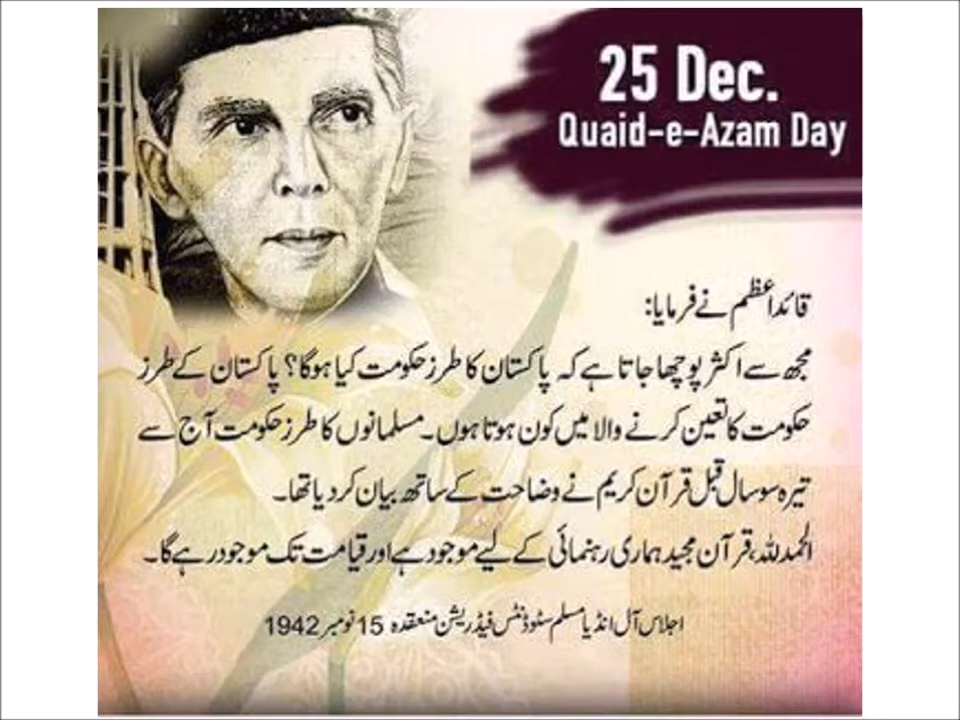 25 Dec.
Quaid-e-Azam Day
قائداعظم نے فرمایا:
مجھ سے اکثر پوچھا جاتا ہے کہ پاکستان کا طرز حکومت کیا ہوگا؟ پاکستان کے طرز
حکومت کا تعین کرنے والا میں کون ہوتا ہوں۔ مسلمانوں کا طرز حکومت آج سے
تیرہ سو سال قبل قرآن کریم نے وضاحت کے ساتھ بیان کر دیا تھا۔
الحمدللہ، قرآن مجید ہماری رہنمائی کے لیے موجود ہے اور قیامت تک موجود رہے گا۔
اجلاس آل انڈیا مسلم سٹوڈنٹس فیڈریشن منعقدہ 15 نومبر 1942